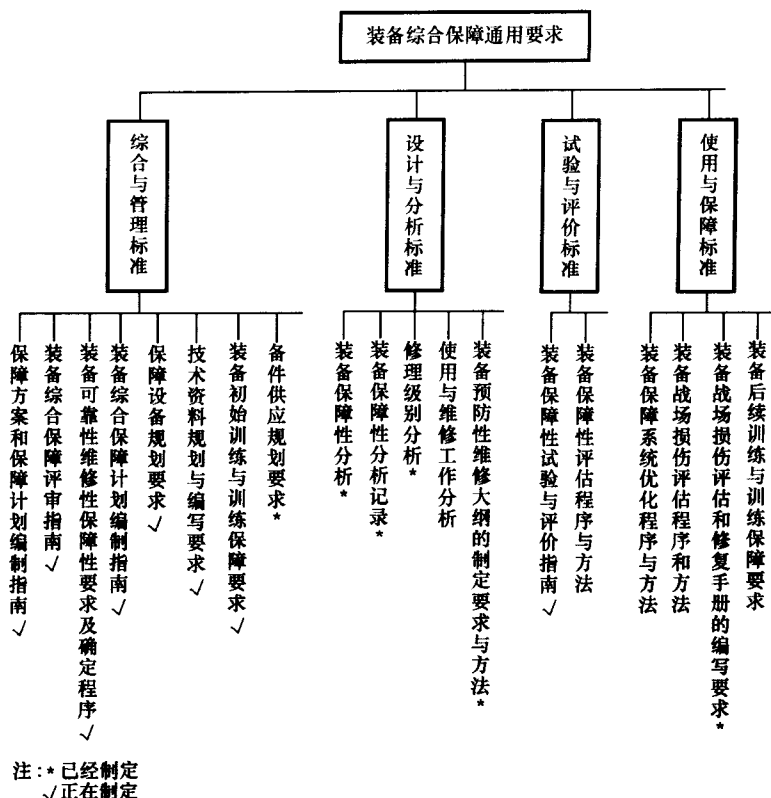 装备综合保障通用要求
综合与管理标准
设计与分析标准
试验与评价标准
使用与保障标准
保障方案和保障计划编制指南√
装备综合保障评审指南√
装备可靠性维修性保障性要求及确定程序√
装备综合保障计划编制指南√
保障设备规划要求√
技术资料规划与编写要求√
装备初始训练与训练保障要求√
备件供应规划要求*
装备保障性分析*
装备保障性分析记录*
修理级别分析*
使用与维修工作分析
装备预防性维修大纲的制定要求与方法*
装备保障性试验与评价指南√
装备保障性评估程序与方法
装备保障系统优化程序与方法
装备战场损伤评估程序和方法
装备战场损伤评估和修复手册的编写要求*
装备后续训练与训练保障要求
注:*已经制定
√正在制定